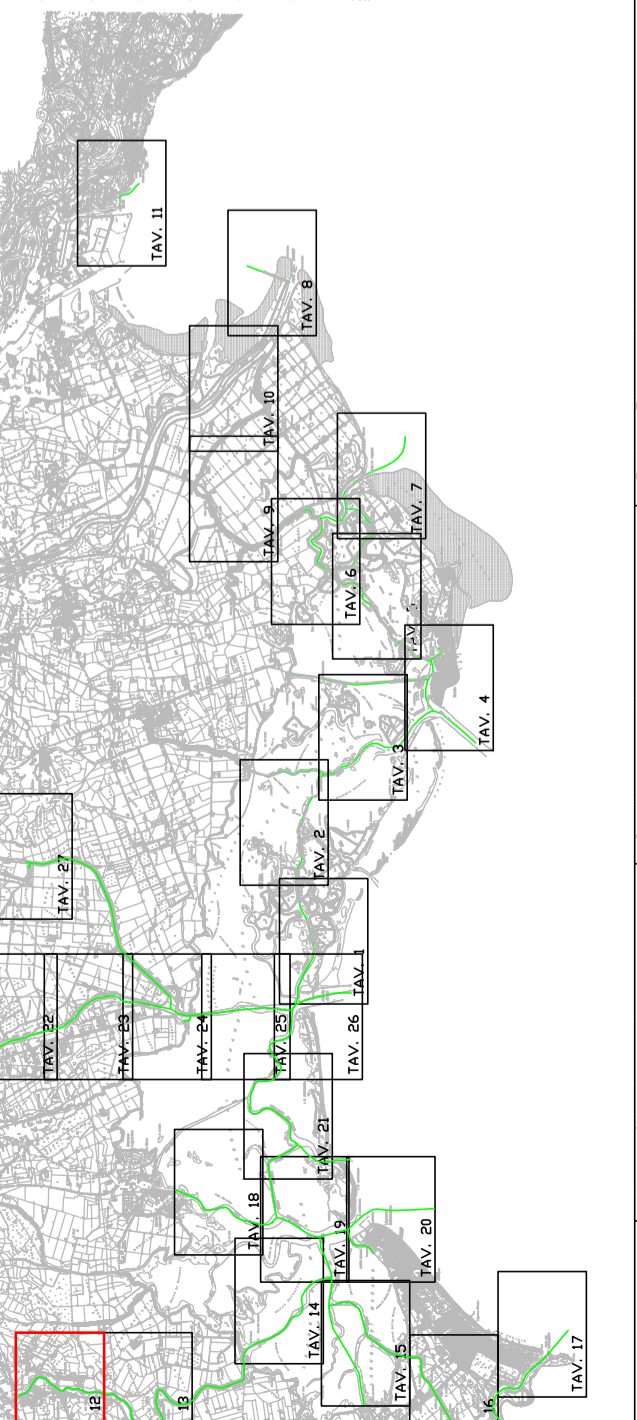 TAV. 11
TAV. 8
TAV. 10
TAV. 9
TAV. 7
TAV. 6
TAV. 4
TAV. 3
TAV. 2
TAV. 27
TAV. 1
TAV. 22
TAV. 23
TAV. 24
TAV. 25
TAV. 26
TAV. 21
TAV. 18
TAV. 19
TAV. 20
TAV. 14
TAV. 15
TAV. 17
12
13
16